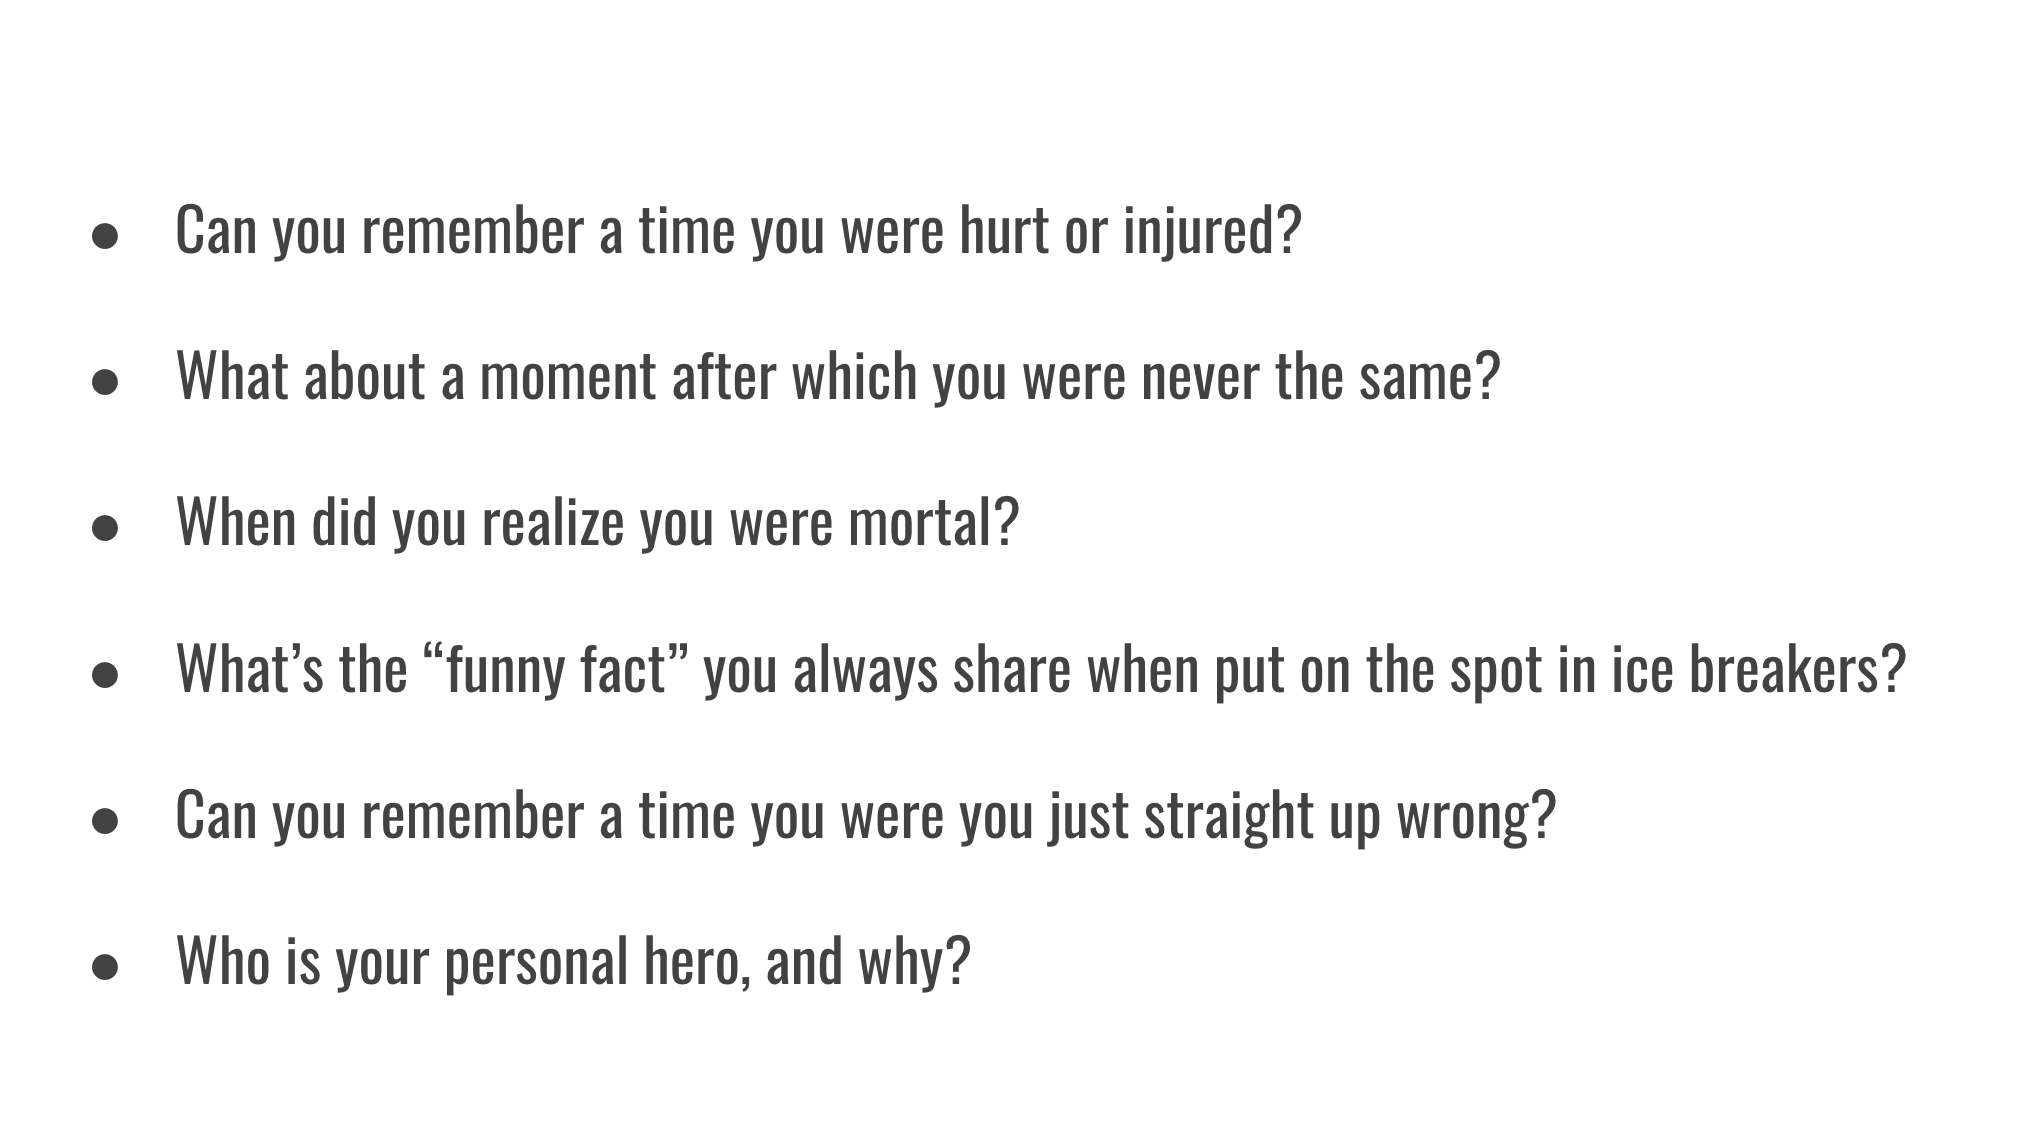 ● Can you remember a time you were hurt or injured?
● What about a moment after which you were never the same?
● When did you realize you were mortal?
● What’s the “funny fact” you always share when put on the spot in ice breakers?
● Can you remember a time you were you just straight up wrong?
● Who is your personal hero, and why?